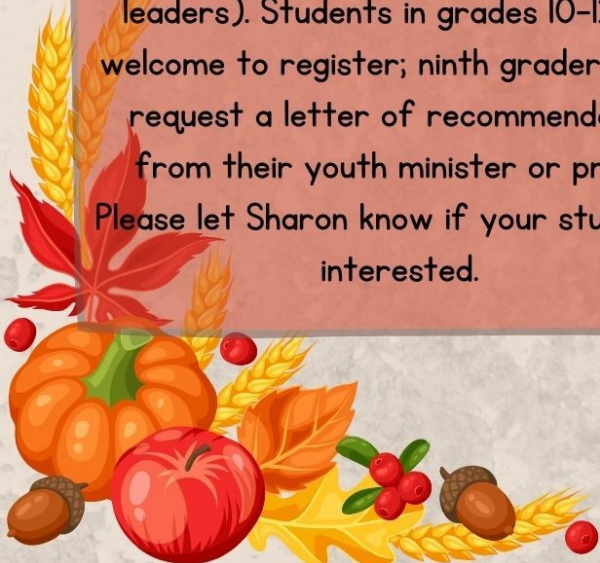 leaders). Students in grades 10-1
welcome to register; ninth grader
request a letter of recommend
from their youth minister or pr
Please let Sharon know if your stu
interested.